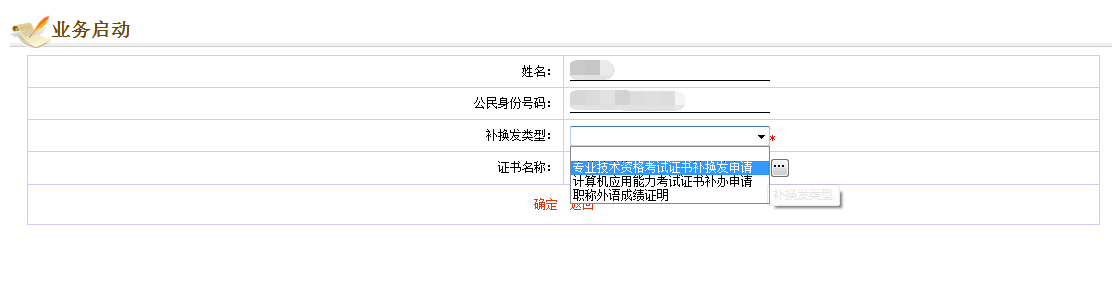 业务启动
姓名：
公民身份号码：
补换发类型：
*
专业技术资格考试证书补换发申请
证书名称：
...
计算机应用能力考试证书补办申请
职称外语成绩证明
补换发类型
确定 返回